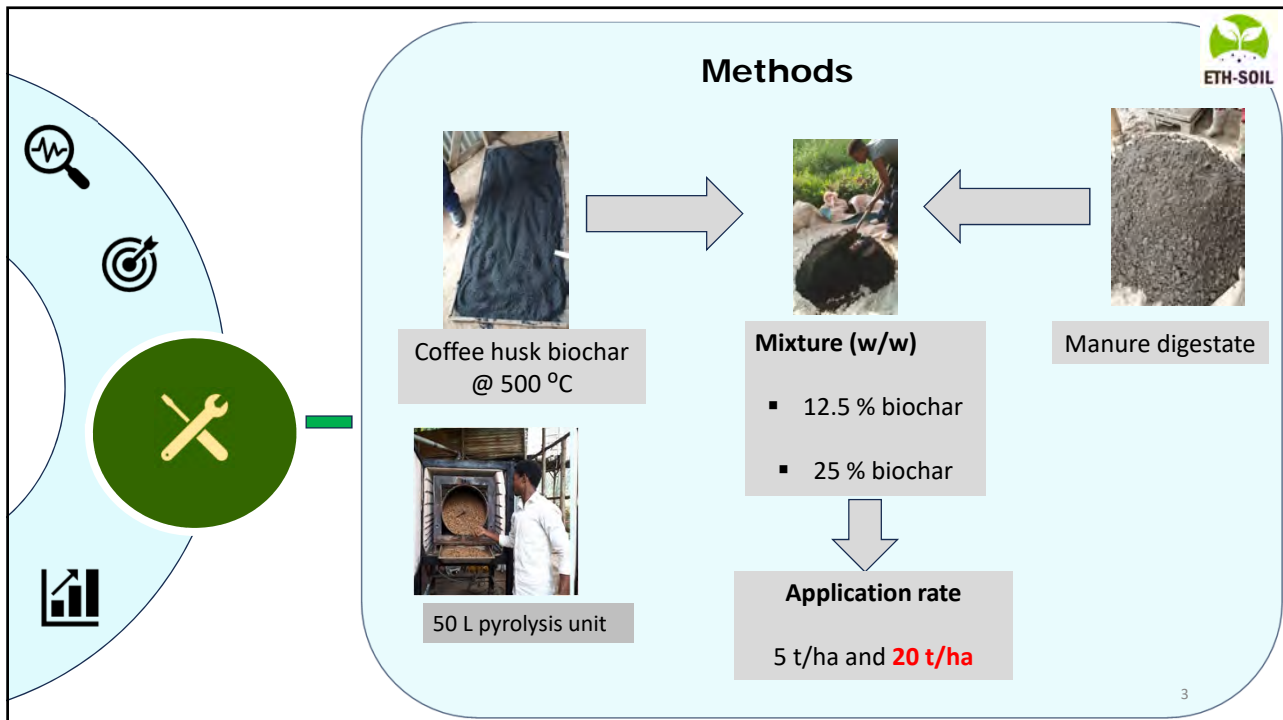 Methods
ETH-SOIL
Coffee husk biochar
@ 500 ⁰C
50 L pyrolysis unit
Mixture (w/w)
▪ 12.5 % biochar
▪ 25 % biochar
Manure digestate
Application rate
5 t/ha and 20 t/ha
3